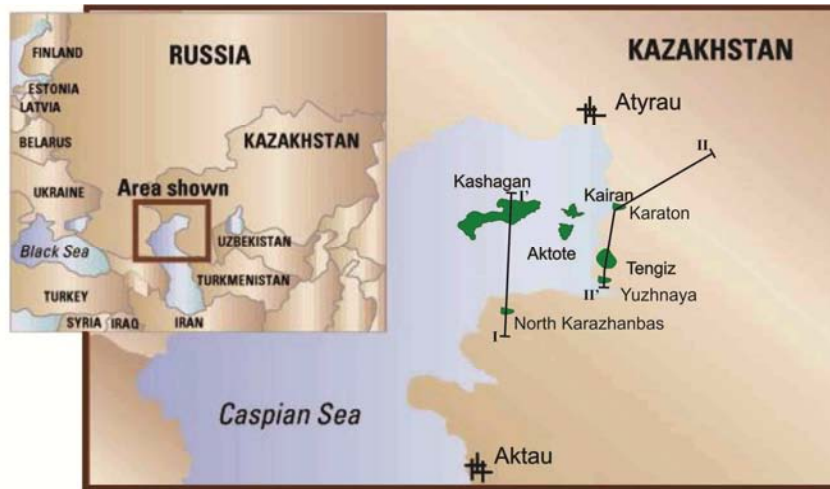 FINLAND
RUSSIA
ESTONIA
LATVIA
BELARUS
KAZAKHSTAN
UKRAINE
Area shown
Black Sea
UZBEKISTAN
TURKMENISTAN
TURKEY
SYRIA
IRAQ
IRAN
KAZAKHSTAN
Atyrau
II
Kashagan
I'
Kairan
Karaton
Aktote
Tengiz
II'
Yuzhnaya
North Karazhanbas
I
Caspian Sea
Aktau